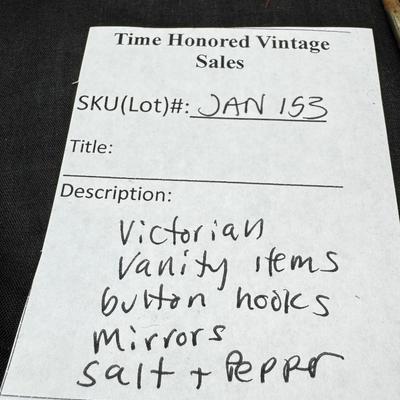 Time Honored Vintage
Sales
SKU(Lot)#: JAN 153
Title:
Description:
Victorian
Vanity items
button hooks
Mirrors
Salt + Pepper